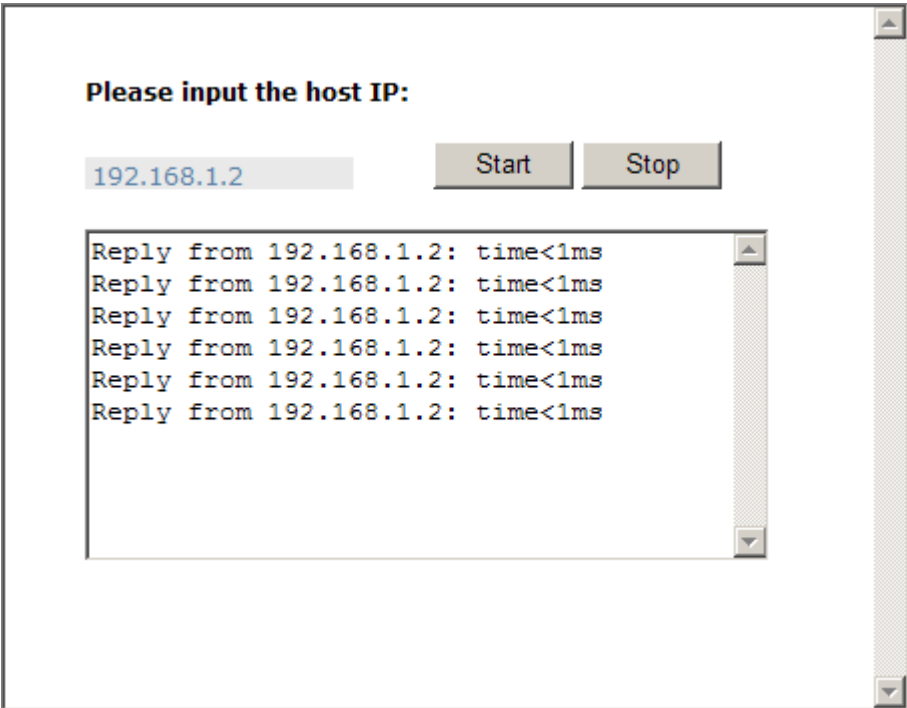 Please input the host IP:
192.168.1.2
Start
Stop
Reply from 192.168.1.2: time<1ms
Reply from 192.168.1.2: time<1ms
Reply from 192.168.1.2: time<1ms
Reply from 192.168.1.2: time<1ms
Reply from 192.168.1.2: time<1ms
Reply from 192.168.1.2: time<1ms